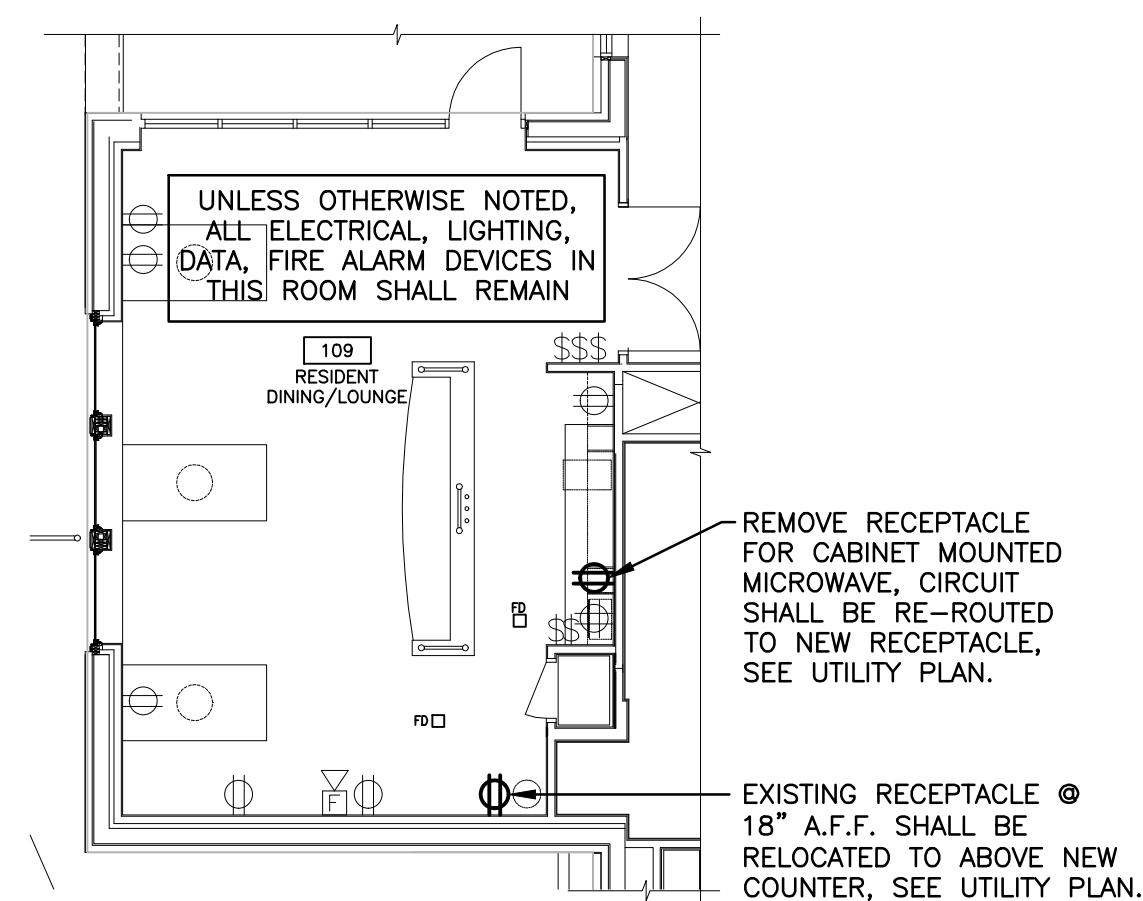 UNLESS OTHERWISE NOTED,
ALL ELECTRICAL, LIGHTING,
DATA, FIRE ALARM DEVICES IN
THIS ROOM SHALL REMAIN
109
RESIDENT
DINING/LOUNGE
$$$
REMOVE RECEPTACLE
FOR CABINET MOUNTED
MICROWAVE, CIRCUIT
SHALL BE RE-ROUTED
TO NEW RECEPTACLE,
SEE UTILITY PLAN.
FD
$$
FD
F
EXISTING RECEPTACLE @
18" A.F.F. SHALL BE
RELOCATED TO ABOVE NEW
COUNTER, SEE UTILITY PLAN.